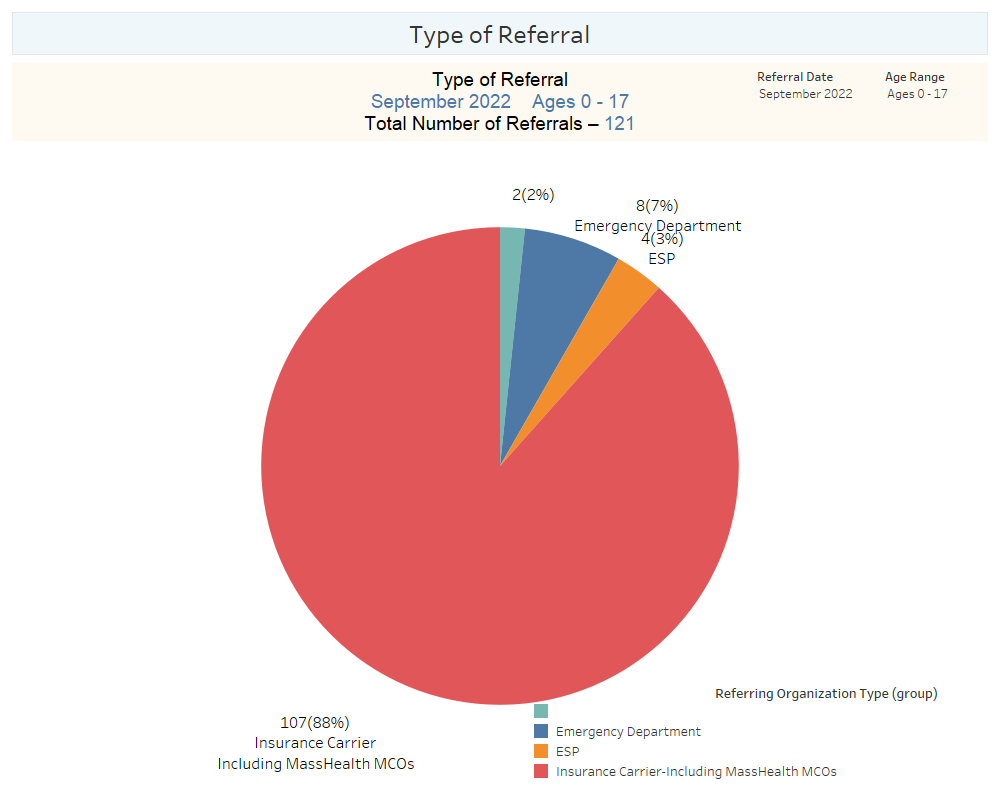 Type of Referral
Type of Referral
September 2022 Ages 0 - 17
Total Number of Referrals – 121
Referral Date
September 2022
Age Range
Ages 0 - 17
2(2%)
8(7%)
Emergency Department
4(3%)
ESP
107(88%)
Insurance Carrier
Including MassHealth MCOs
Referring Organization Type (group)
Emergency Department
ESP
Insurance Carrier-Including MassHealth MCOs